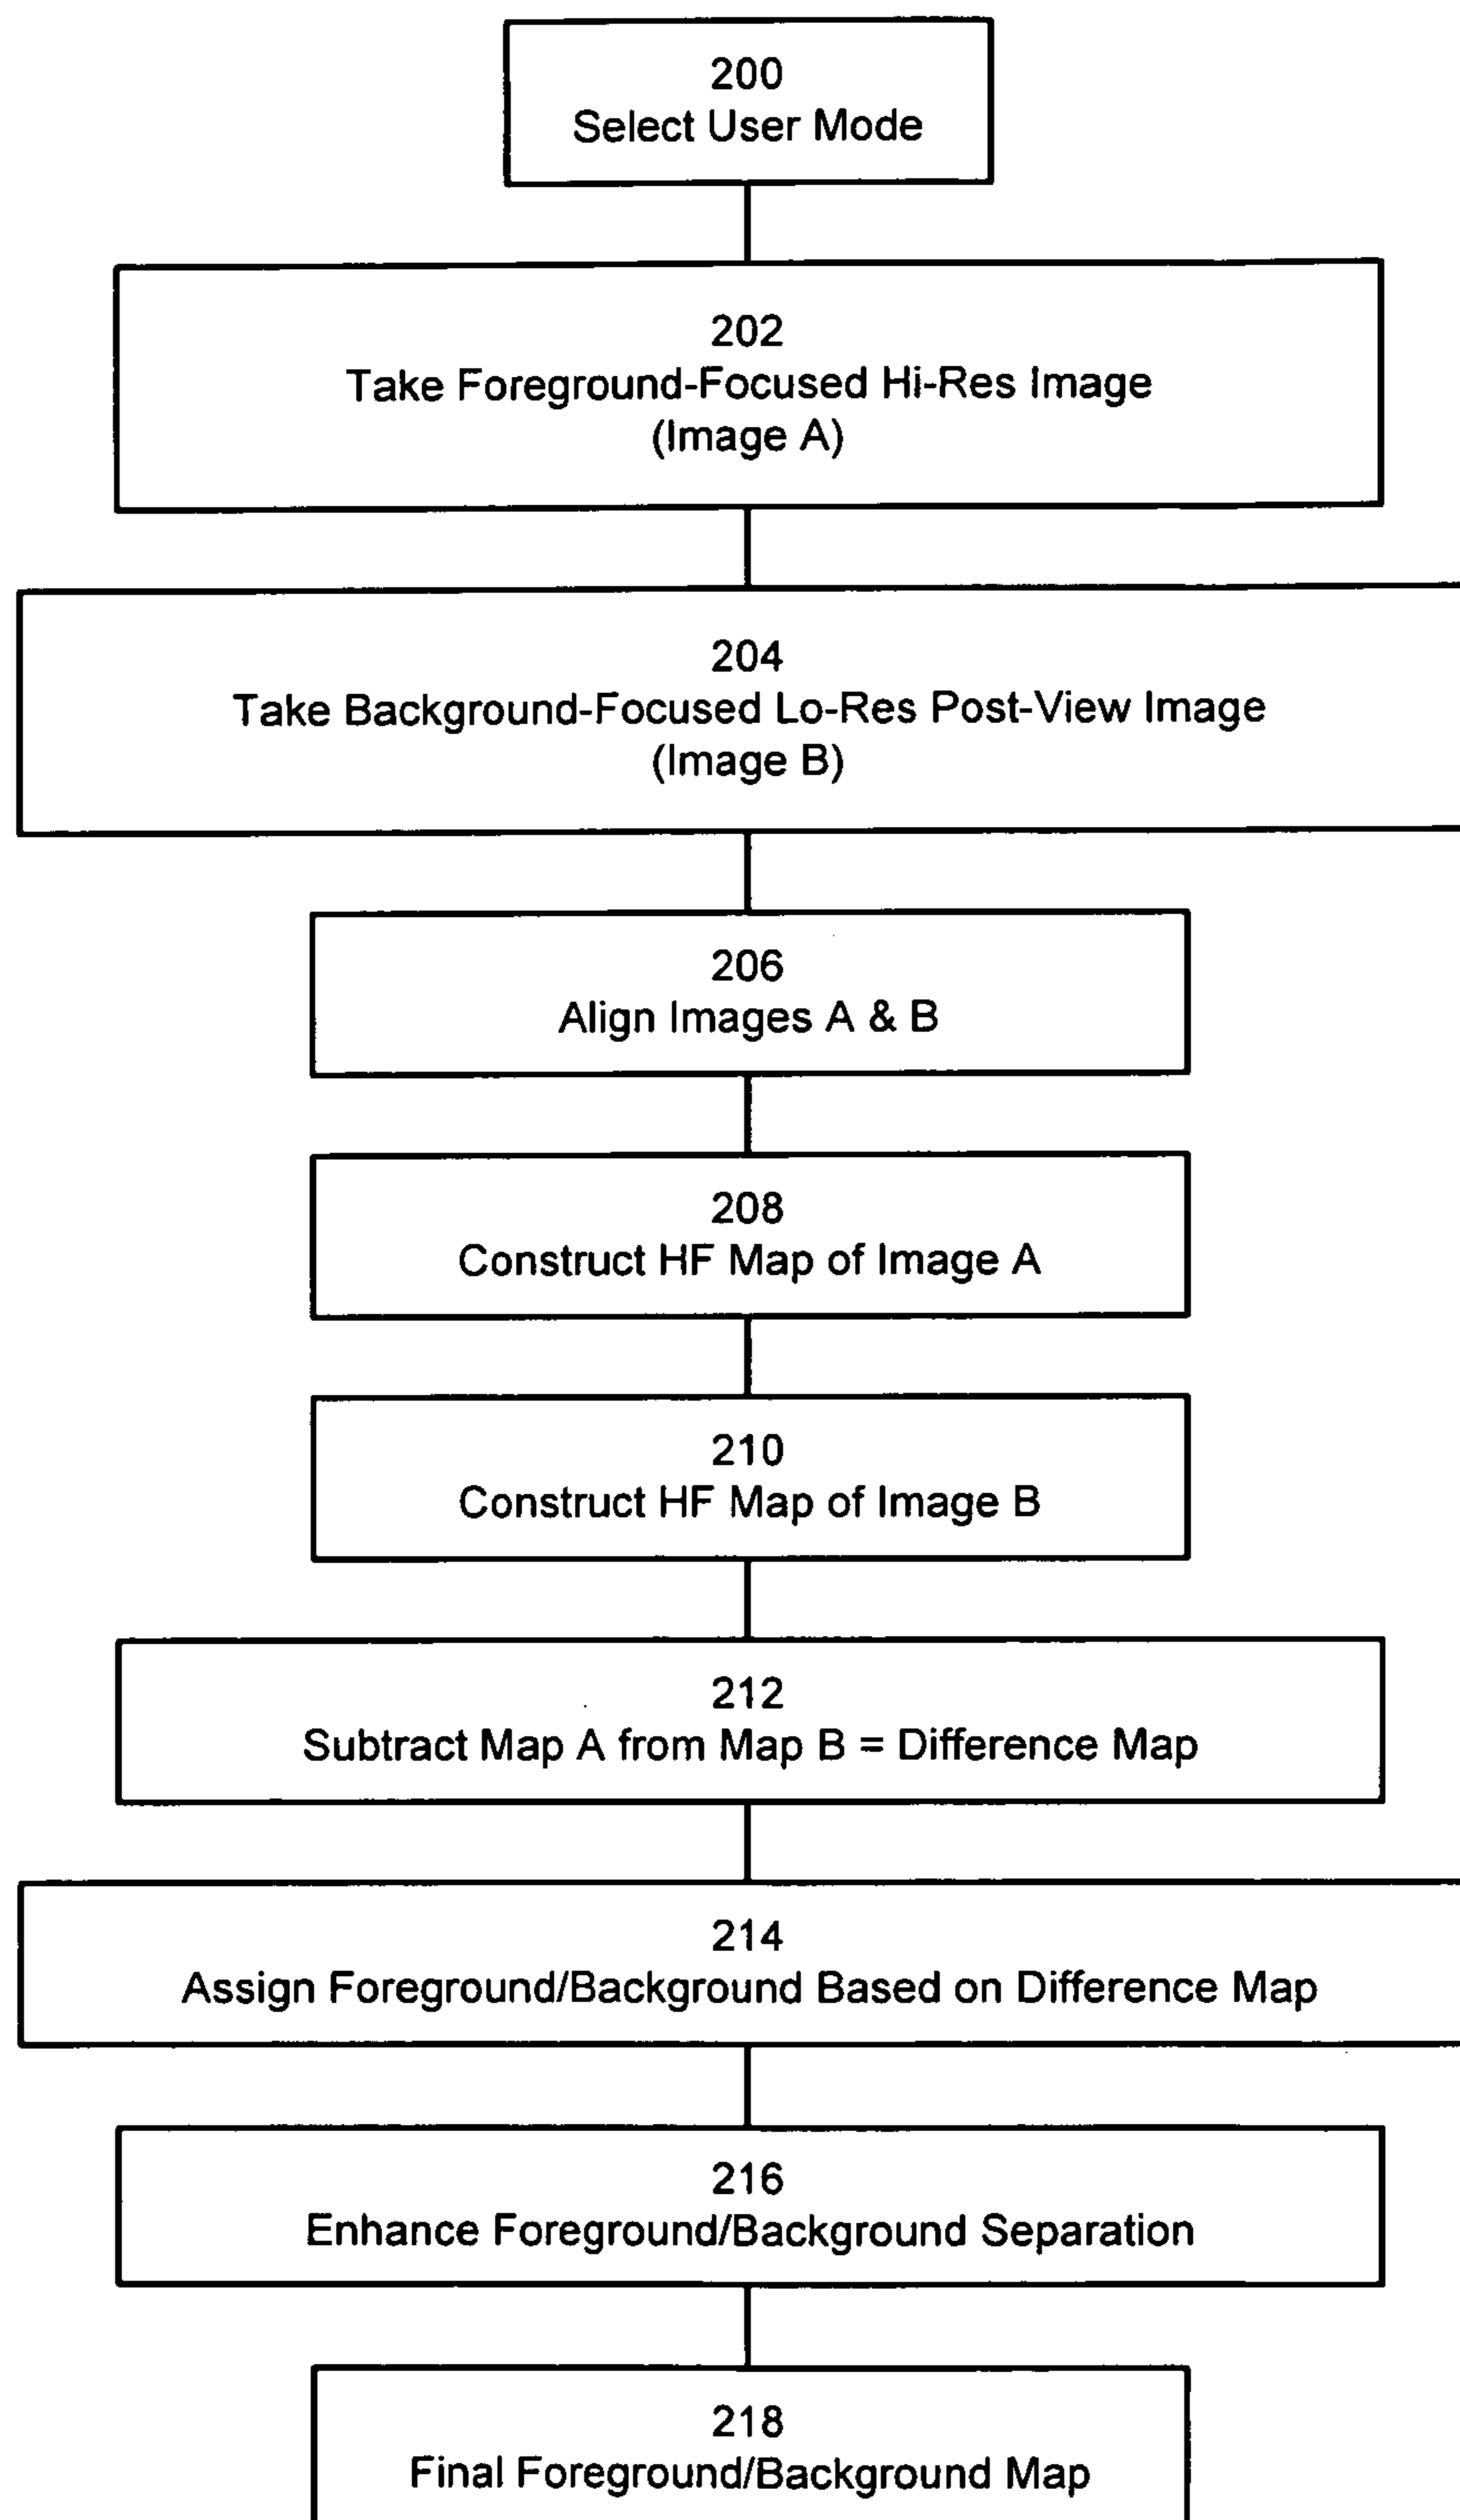 200
Select User Mode
202
Take Foreground-Focused Hi-Res Image
(Image A)
204
Take Background-Focused Lo-Res Post-View Image
(Image B)
206
Align Images A & B
208
Construct HF Map of Image A
210
Construct HF Map of Image B
212
Subtract Map A from Map B = Difference Map
214
Assign Foreground/Background Based on Difference Map
216
Enhance Foreground/Background Separation
218
Final Foreground/Background Map